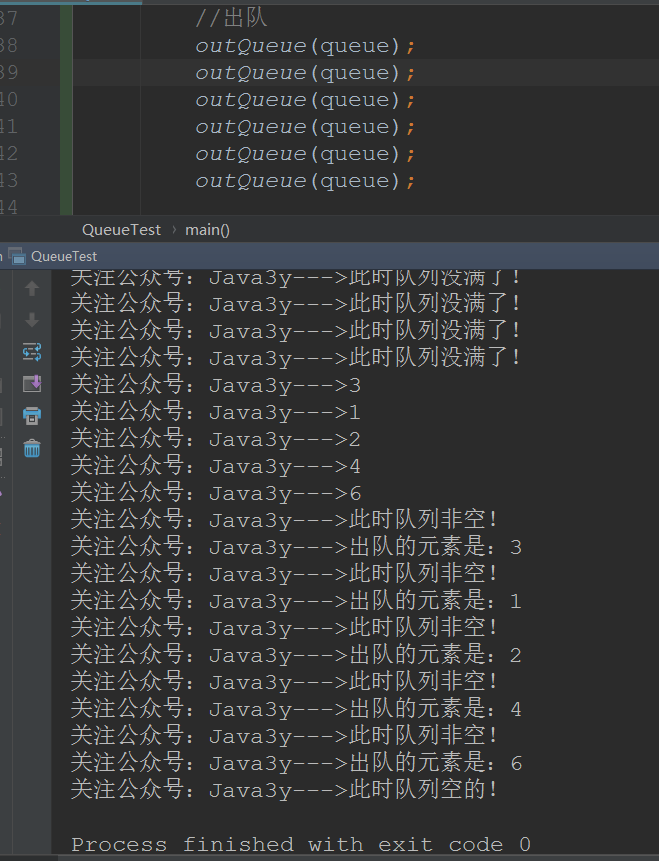 37 //出队
38 outQueue(queue);
39 outQueue(queue);
40 outQueue(queue);
41 outQueue(queue);
42 outQueue(queue);
43 outQueue(queue);
44
QueueTest › main()
QueueTest
关注公众号：Java3y--->此时队列没满了！
关注公众号：Java3y--->此时队列没满了！
关注公众号：Java3y--->此时队列没满了！
关注公众号：Java3y--->此时队列没满了！
关注公众号：Java3y--->3
关注公众号：Java3y--->1
关注公众号：Java3y--->2
关注公众号：Java3y--->4
关注公众号：Java3y--->6
关注公众号：Java3y--->此时队列非空！
关注公众号：Java3y--->出队的元素是：3
关注公众号：Java3y--->此时队列非空！
关注公众号：Java3y--->出队的元素是：1
关注公众号：Java3y--->此时队列非空！
关注公众号：Java3y--->出队的元素是：2
关注公众号：Java3y--->此时队列非空！
关注公众号：Java3y--->出队的元素是：4
关注公众号：Java3y--->此时队列非空！
关注公众号：Java3y--->出队的元素是：6
关注公众号：Java3y--->此时队列空的！
Process finished with exit code 0